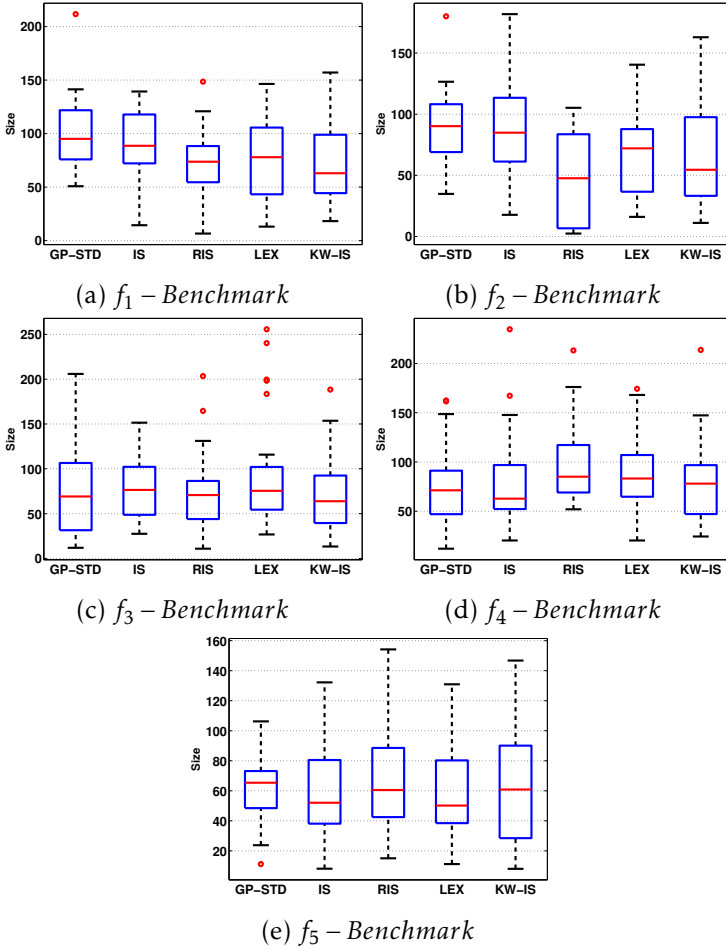 200
150
100
50
0
Size
GP-STD IS RIS LEX KW-IS
(a) f₁ – Benchmark
150
100
50
0
Size
GP-STD IS RIS LEX KW-IS
(b) f₂ – Benchmark
250
200
150
100
50
0
Size
GP-STD IS RIS LEX KW-IS
(c) f₃ – Benchmark
200
150
100
50
Size
GP-STD IS RIS LEX KW-IS
(d) f₄ – Benchmark
160
140
120
100
80
60
40
20
Size
GP-STD IS RIS LEX KW-IS
(e) f₅ – Benchmark